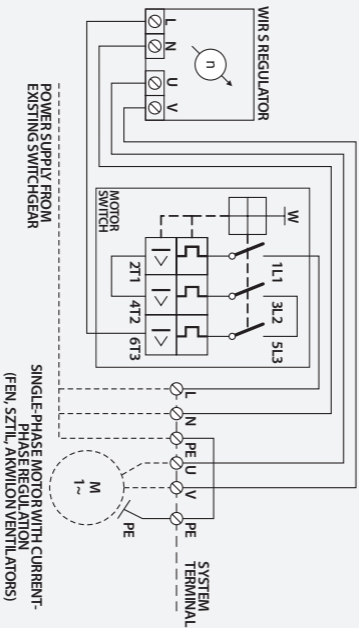 WIR S REGULATOR
n
L
N
U
V
POWER SUPPLY FROM
EXISTING SWITCHGEAR
MOTOR
SWITCH
W
1L1
3L2
5L3
I>
I>
I>
2T1
4T2
6T3
L
N
PE
U
V
PE
SYSTEM
TERMINAL
M
1~
PE
SINGLE-PHASE MOTOR WITH CURRENT-
PHASE REGULATION
(FEN, SZTIL, AKWILON VENTILATORS)